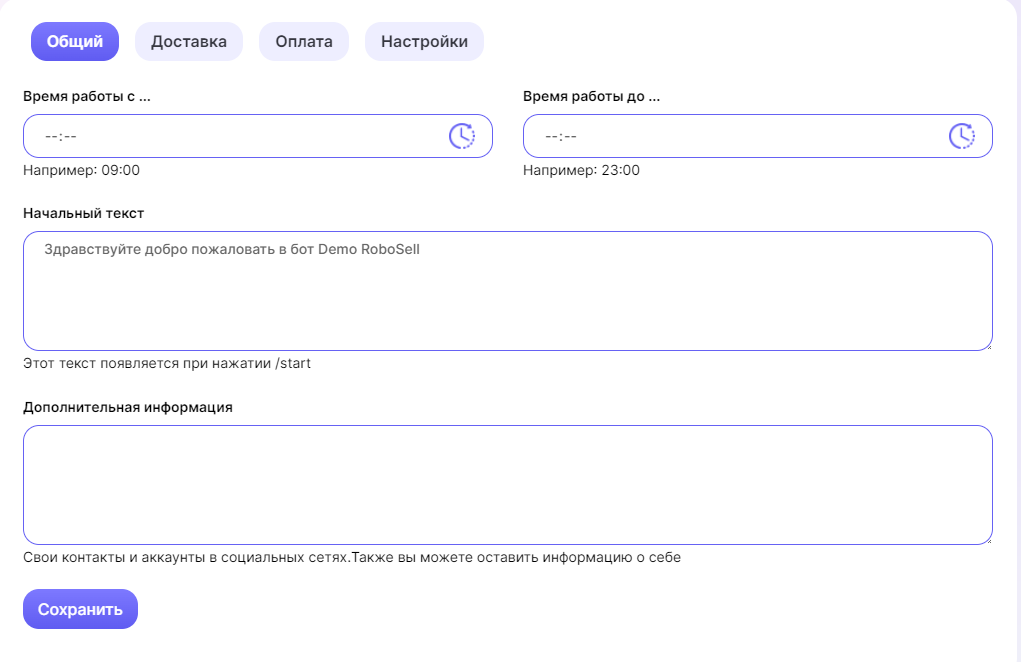 Общий Доставка Оплата Настройки
Время работы с ... Время работы до ...
--:-- --:--
Например: 09:00 Например: 23:00
Начальный текст
Здравствуйте добро пожаловать в бот Demo RoboSell
Этот текст появляется при нажатии /start
Дополнительная информация
Свои контакты и аккаунты в социальных сетях.Также вы можете оставить информацию о себе
Сохранить